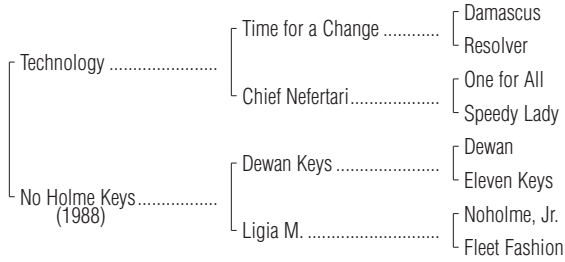 Damascus
Time for a Change ............
Resolver
Technology .......................
One for All
Chief Nefertari...................
Speedy Lady
Dewan
Dewan Keys ......................
Eleven Keys
No Holme Keys.................
(1988)
Noholme, Jr.
Ligia M. ............................
Fleet Fashion